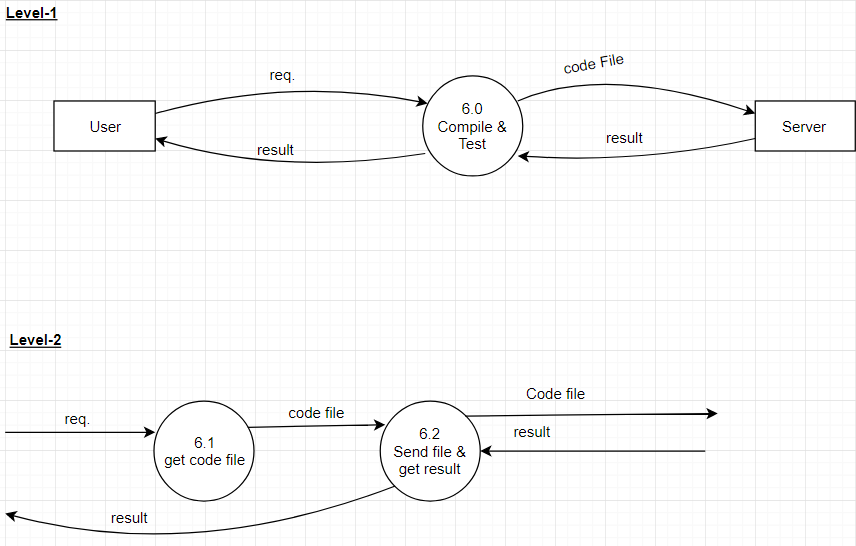 Level-1
req.
code File
6.0
Compile &
Test
User
Server
result
result
Level-2
req.
code file
Code file
6.1
get code file
6.2
Send file &
get result
result
result